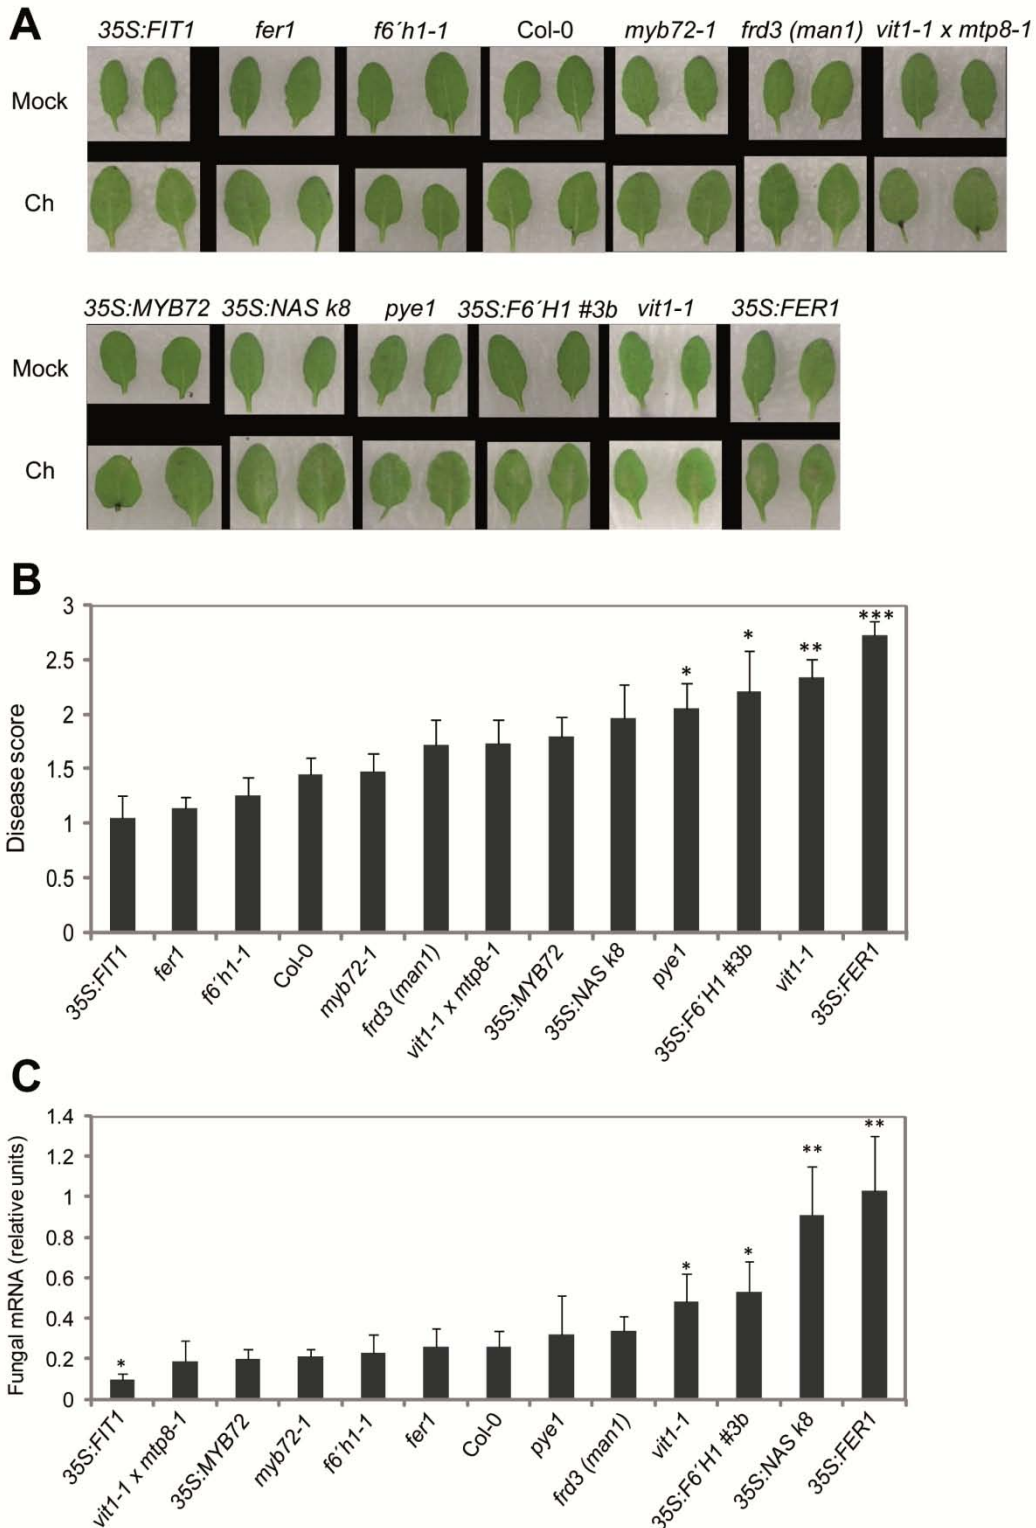 A
35S:FIT1 fer1 f6´h1-1 Col-0 myb72-1 frd3 (man1) vit1-1 x mtp8-1
Mock
Ch
35S:MYB72 35S:NAS k8 pye1 35S:F6´H1 #3b vit1-1 35S:FER1
Mock
Ch
B
3
2.5
2
1.5
1
0.5
0
Disease score
* * ** ***
35S:FIT1 fer1 f6´h1-1 Col-0 myb72-1 frd3 (man1) vit1-1 x mtp8-1 35S:MYB72 35S:NAS k8 pye1 35S:F6´H1 #3b vit1-1 35S:FER1
C
1.4
1.2
1
0.8
0.6
0.4
0.2
0
Fungal mRNA (relative units)
* * * ** **
35S:FIT1 vit1-1 x mtp8-1 35S:MYB72 myb72-1 f6´h1-1 fer1 Col-0 pye1 frd3 (man1) vit1-1 35S:F6´H1 #3b 35S:NAS k8 35S:FER1